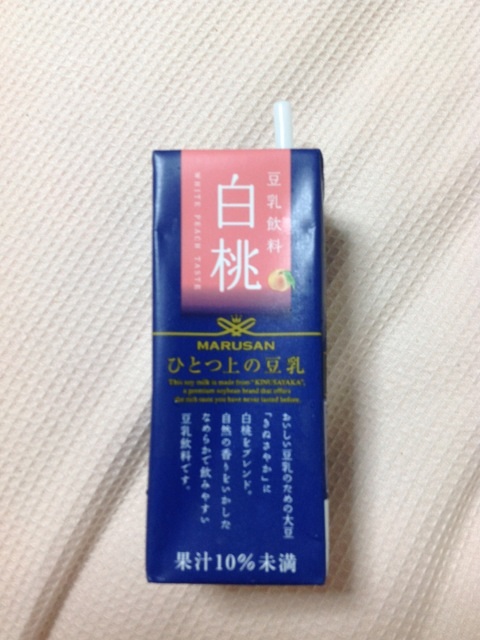 豆乳飲料
白桃
WHITE PEACH TASTE
MARUSAN
ひとつ上の豆乳
This soy milk is made from "KINUSAYAKA",
a premium soybean brand that offers
the rich taste you have never tasted before.
おいしい豆乳のための大豆
「きぬさやか」に
白桃をブレンド。
自然の香りをいかした
なめらかで飲みやすい
豆乳飲料です。
果汁10%未満